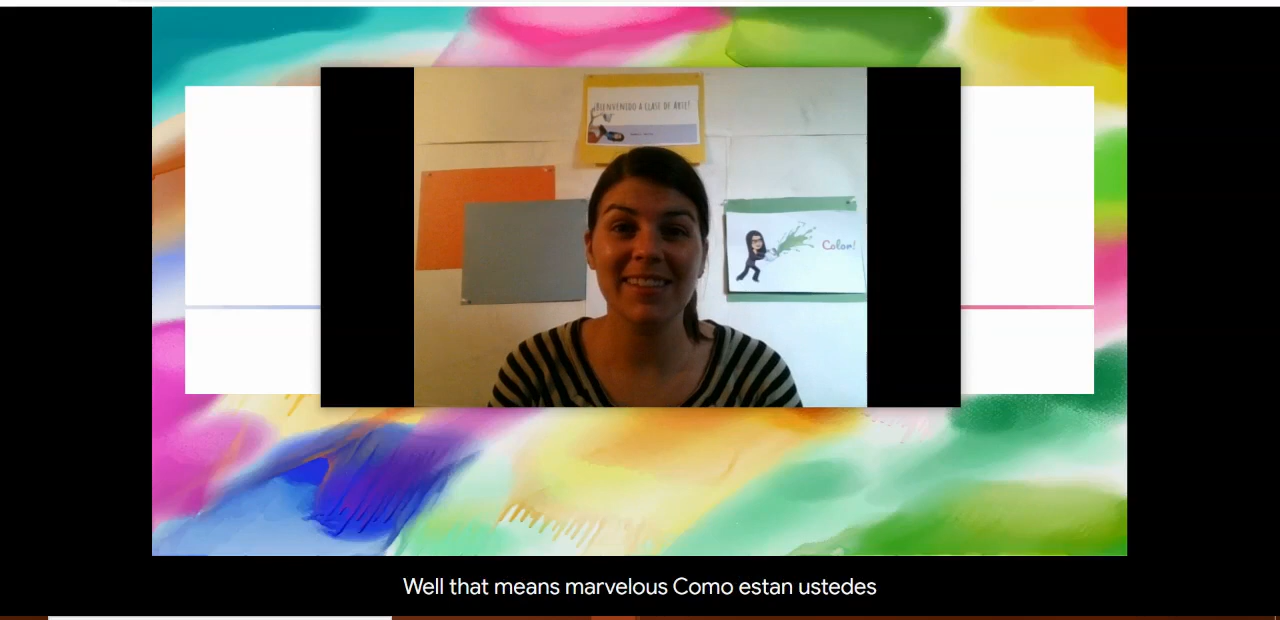 ¡BIENVENIDO A CLASE DE ARTE!
Color!
Well that means marvelous Como estan ustedes